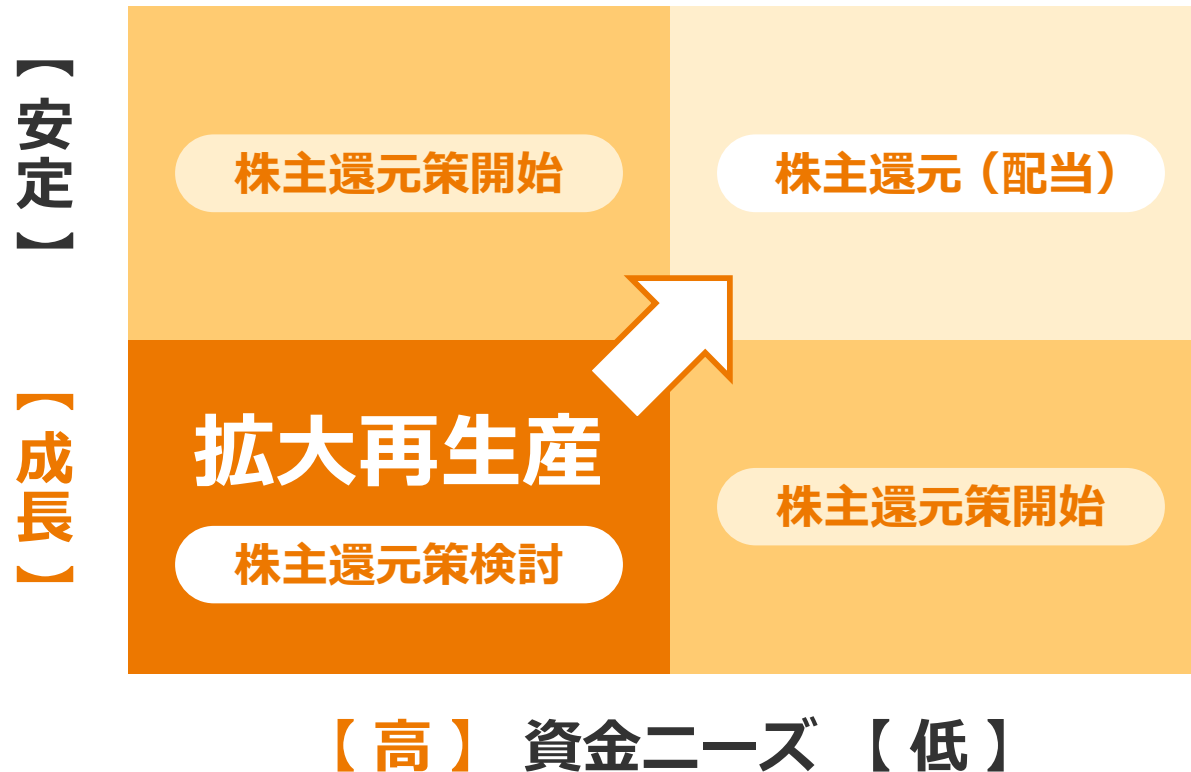 【安定】
株主還元策開始
株主還元（配当）
【成長】
拡大再生産
株主還元策検討
株主還元策開始
【高】 資金ニーズ 【低】